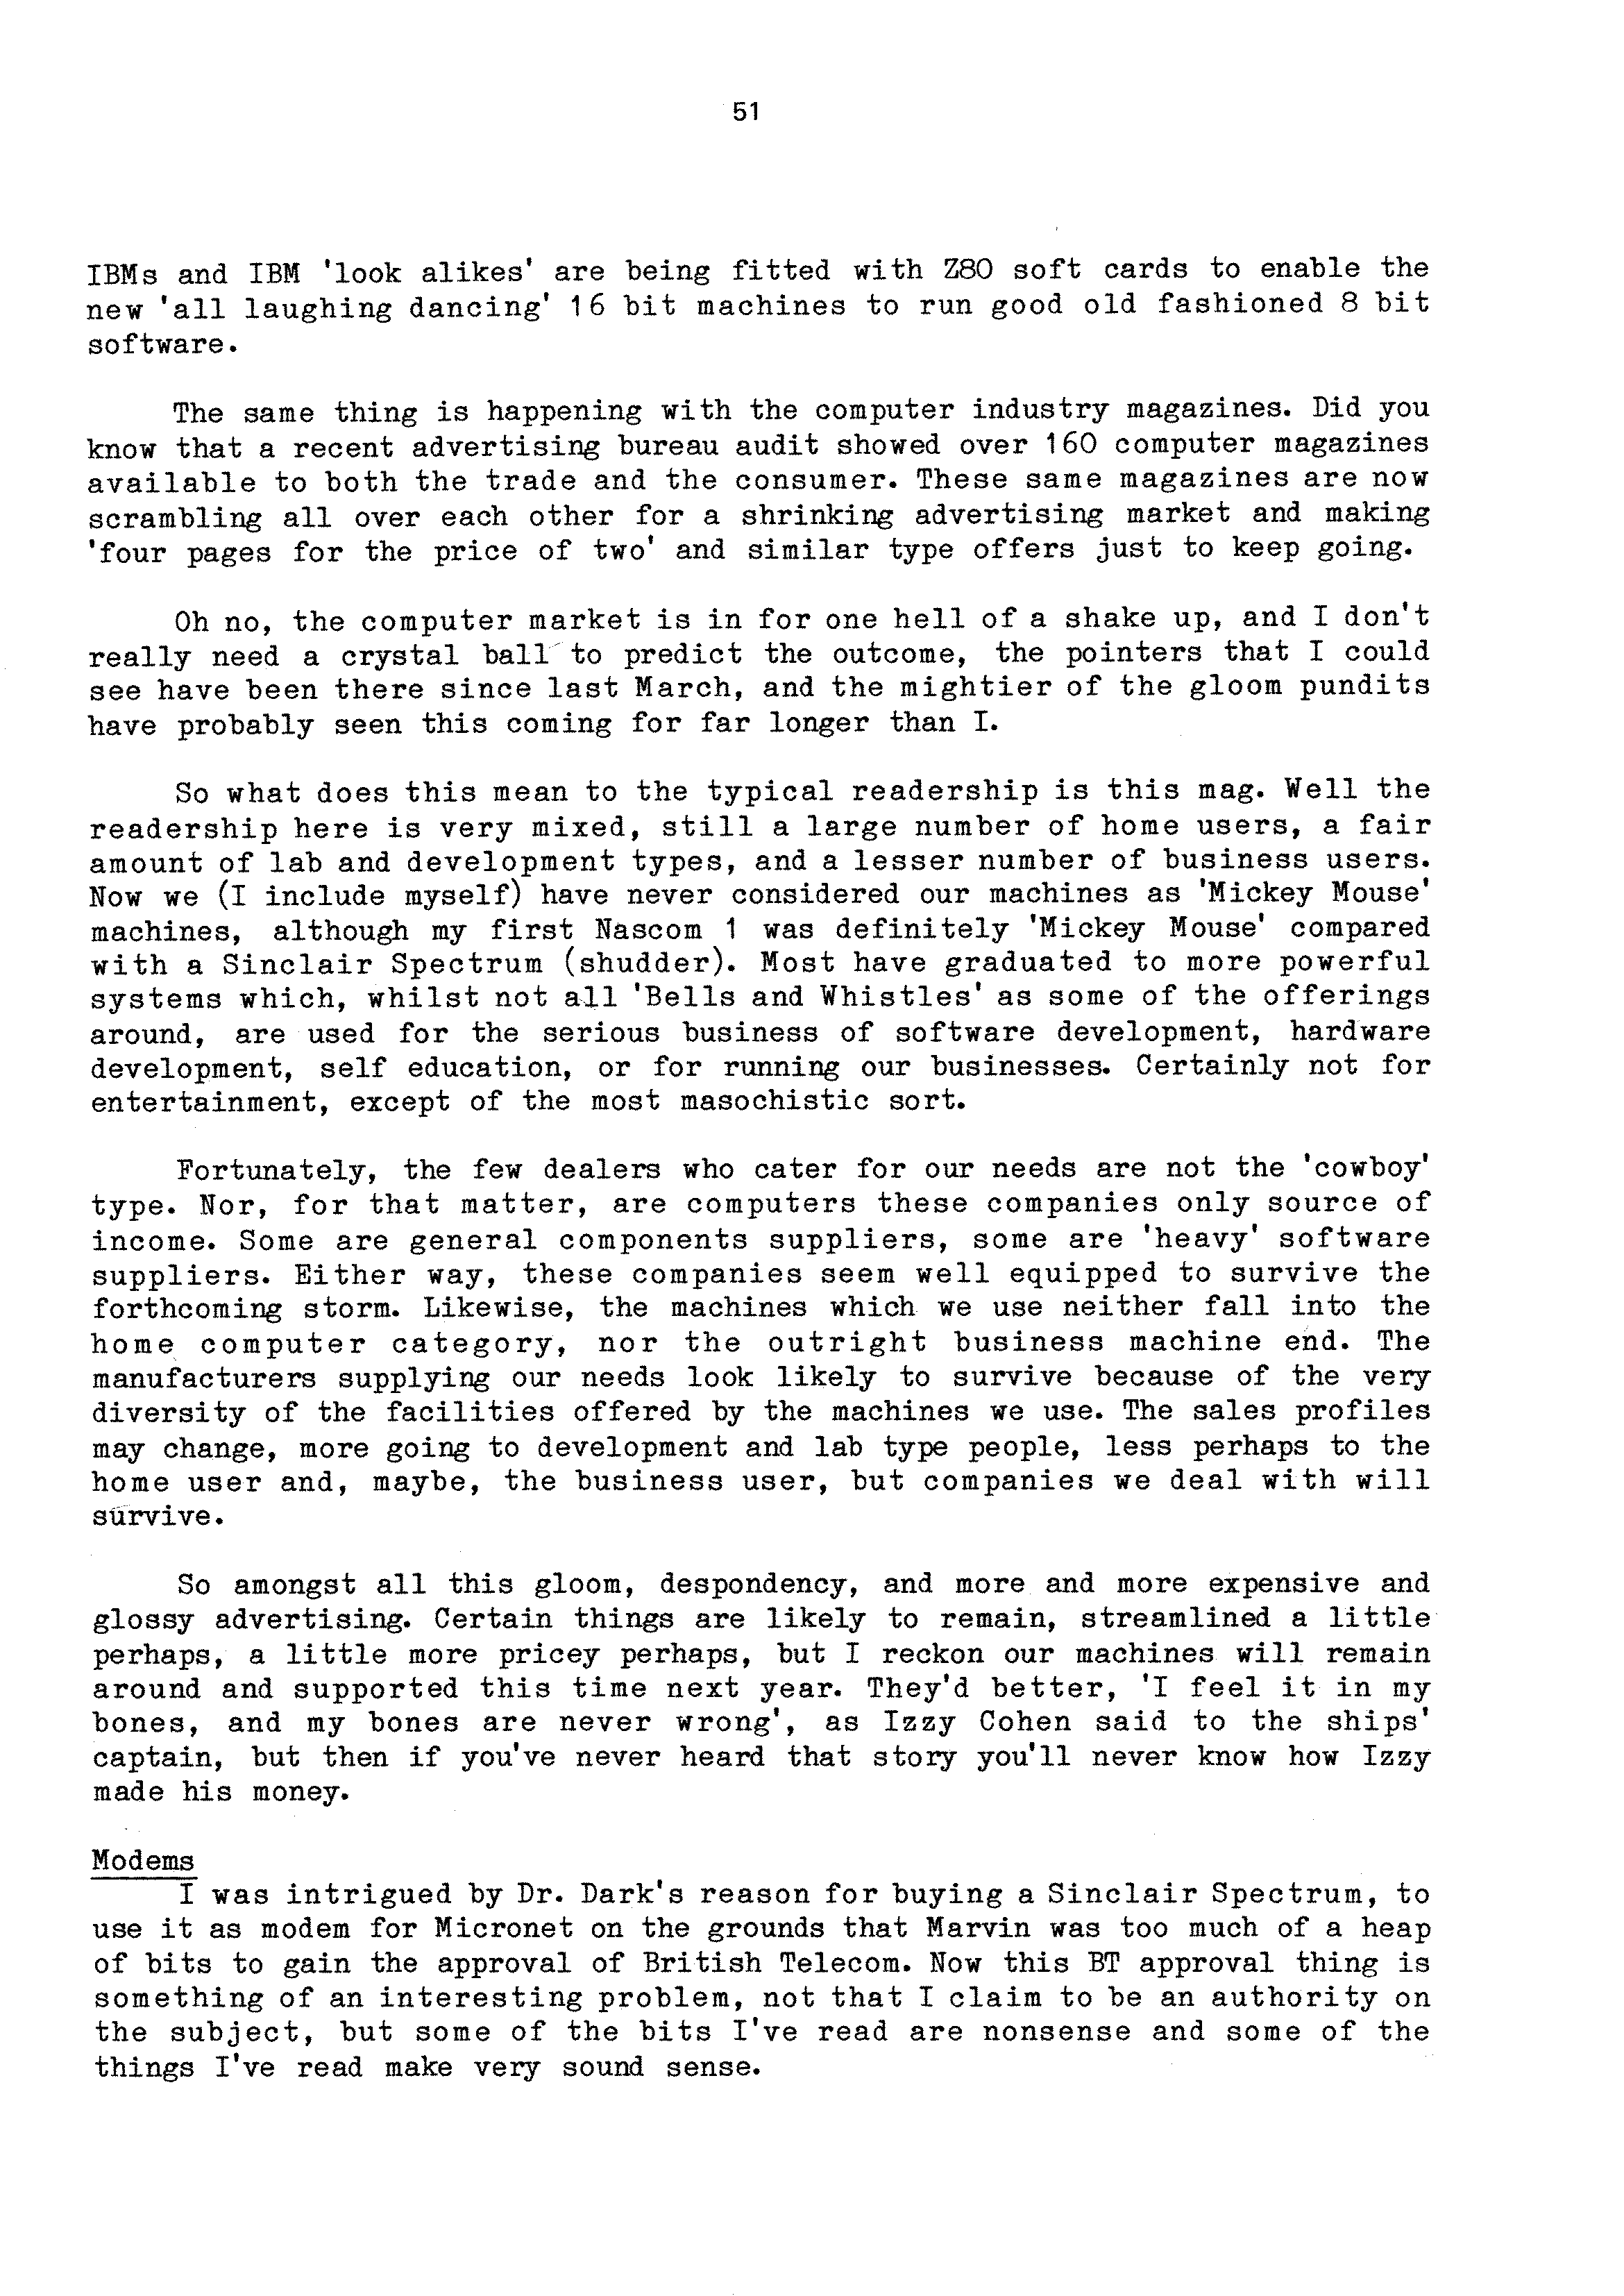 51
IBMs and IBM 'look alikes' are being fitted with Z80 soft cards to enable the
new 'all laughing dancing' 16 bit machines to run good old fashioned 8 bit
software.
The same thing is happening with the computer industry magazines. Did you
know that a recent advertising bureau audit showed over 160 computer magazines
available to both the trade and the consumer. These same magazines are now
scrambling all over each other for a shrinking advertising market and making
'four pages for the price of two' and similar type offers just to keep going.
Oh no, the computer market is in for one hell of a shake up, and I don't
really need a crystal ball to predict the outcome, the pointers that I could
see have been there since last March, and the mightier of the gloom pundits
have probably seen this coming for far longer than I.
So what does this mean to the typical readership is this mag. Well the
readership here is very mixed, still a large number of home users, a fair
amount of lab and development types, and a lesser number of business users.
Now we (I include myself) have never considered our machines as 'Mickey Mouse'
machines, although my first Nascom 1 was definitely 'Mickey Mouse' compared
with a Sinclair Spectrum (shudder). Most have graduated to more powerful
systems which, whilst not all 'Bells and Whistles' as some of the offerings
around, are used for the serious business of software development, hardware
development, self education, or for running our businesses. Certainly not for
entertainment, except of the most masochistic sort.
Fortunately, the few dealers who cater for our needs are not the 'cowboy'
type. Nor, for that matter, are computers these companies only source of
income. Some are general components suppliers, some are 'heavy' software
suppliers. Either way, these companies seem well equipped to survive the
forthcoming storm. Likewise, the machines which we use neither fall into the
home computer category, nor the outright business machine end. The
manufacturers supplying our needs look likely to survive because of the very
diversity of the facilities offered by the machines we use. The sales profiles
may change, more going to development and lab type people, less perhaps to the
home user and, maybe, the business user, but companies we deal with will
survive.
So amongst all this gloom, despondency, and more and more expensive and
glossy advertising. Certain things are likely to remain, streamlined a little
perhaps, a little more pricey perhaps, but I reckon our machines will remain
around and supported this time next year. They'd better, 'I feel it in my
bones, and my bones are never wrong', as Izzy Cohen said to the ships'
captain, but then if you've never heard that story you'll never know how Izzy
made his money.
Modems
I was intrigued by Dr. Dark's reason for buying a Sinclair Spectrum, to
use it as modem for Micronet on the grounds that Marvin was too much of a heap
of bits to gain the approval of British Telecom. Now this BT approval thing is
something of an interesting problem, not that I claim to be an authority on
the subject, but some of the bits I've read are nonsense and some of the
things I've read make very sound sense.